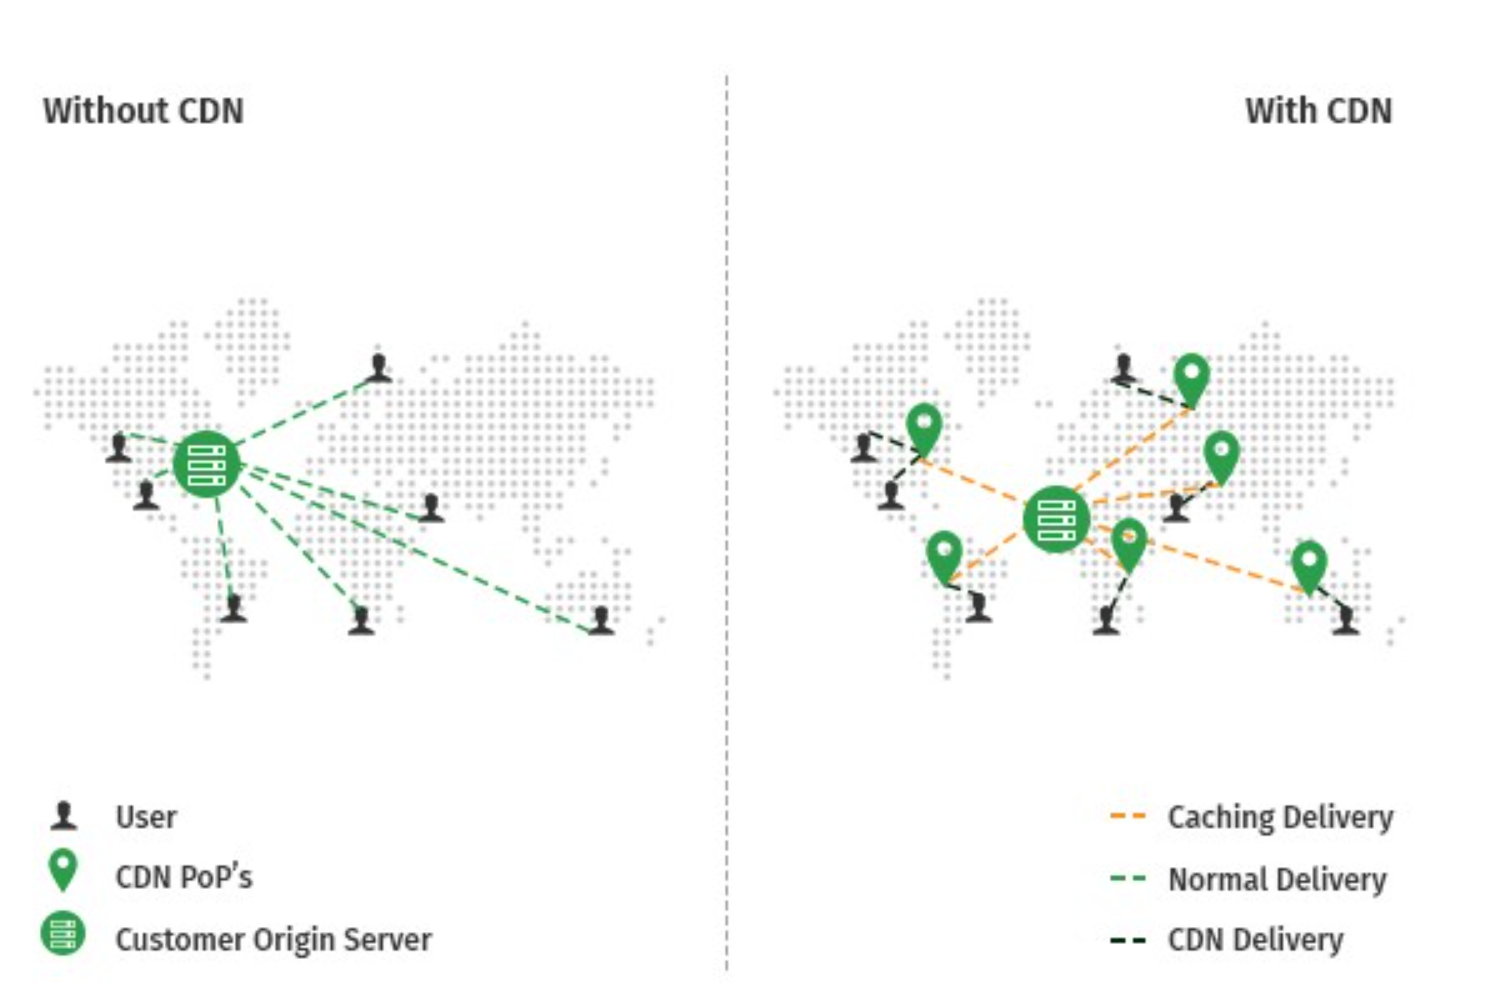 Without CDN
With CDN
User
CDN PoP’s
Customer Origin Server
Caching Delivery
Normal Delivery
CDN Delivery